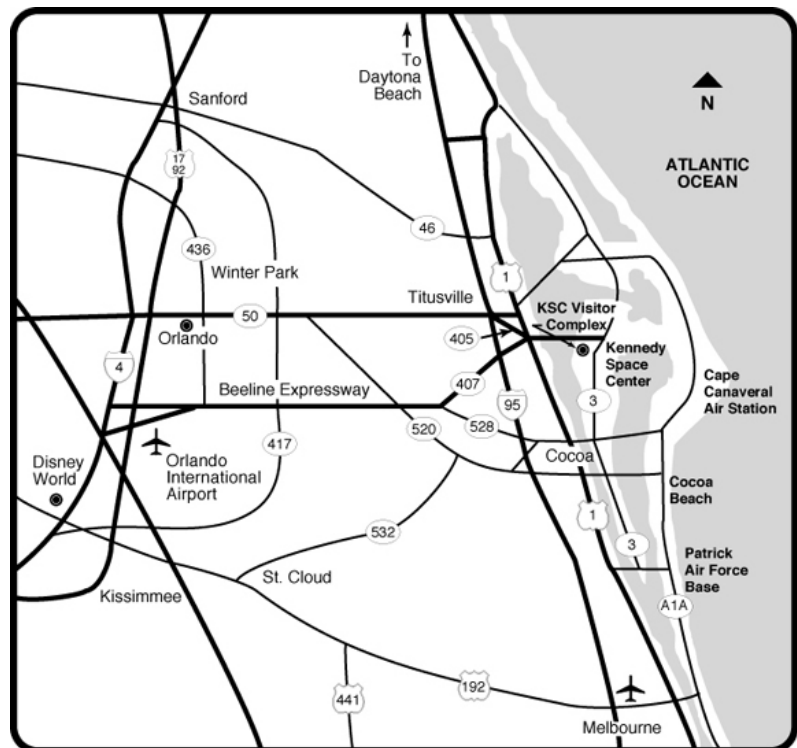 To
Daytona
Beach
N
Sanford
17
92
ATLANTIC
OCEAN
46
436
Winter Park
1
Titusville
KSC Visitor
Complex
50
Orlando
405
Kennedy
Space
Center
4
407
Cape
Canaveral
Air Station
Beeline Expressway
95
3
528
520
417
Cocoa
Disney
World
Orlando
International
Airport
Cocoa
Beach
1
532
3
Patrick
Air Force
Base
St. Cloud
Kissimmee
A1A
192
441
Melbourne